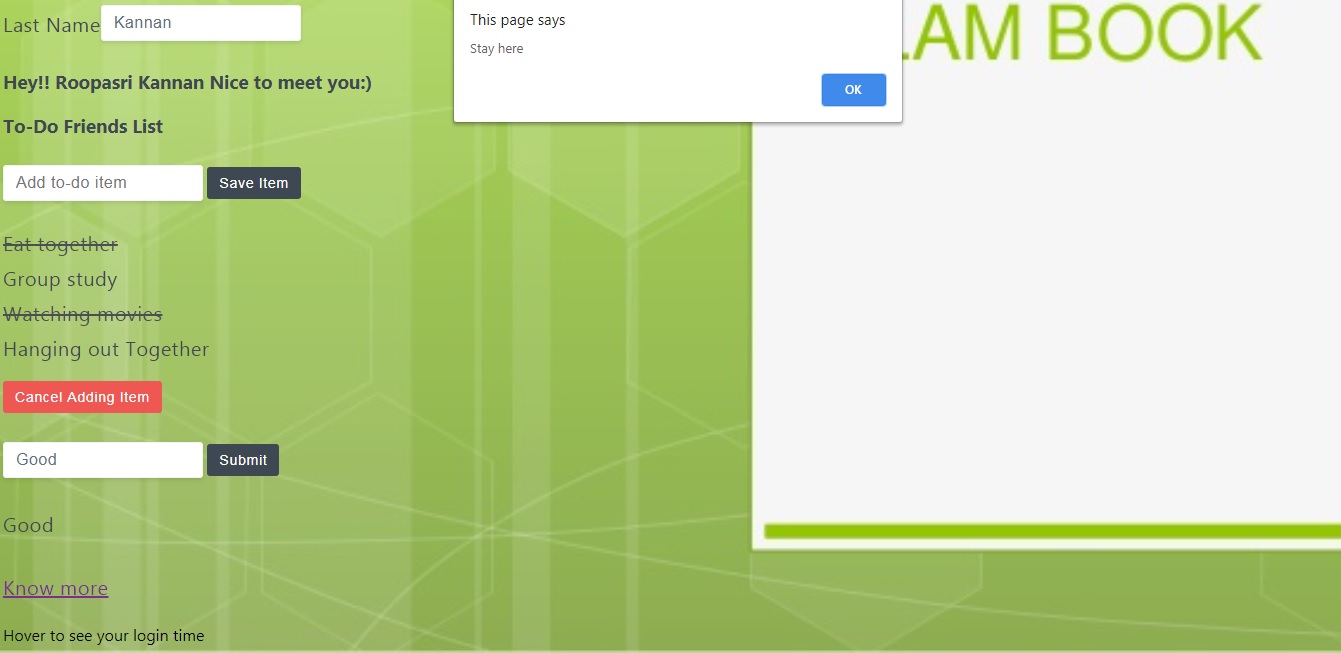 Last Name Kannan
Hey!! Roopasri Kannan Nice to meet you:)
To-Do Friends List
Add to-do item Save Item
Eat together
Group study
Watching movies
Hanging out Together
Cancel Adding Item
Good Submit
Good
Know more
Hover to see your login time
This page says
Stay here
OK
LAM BOOK